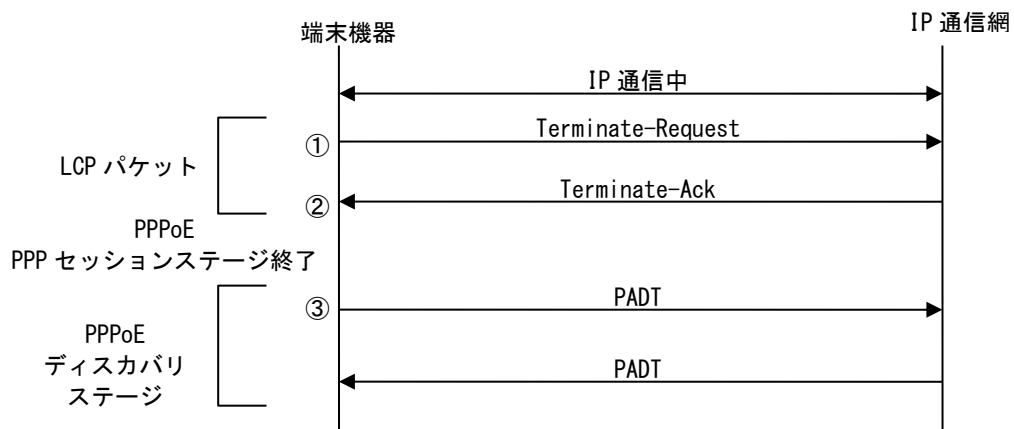 端末機器
IP 通信網
IP 通信中
①
Terminate-Request
LCP パケット
②
Terminate-Ack
PPPoE
PPP セッションステージ終了
③
PADT
PPPoE
ディスカバリ
ステージ
PADT